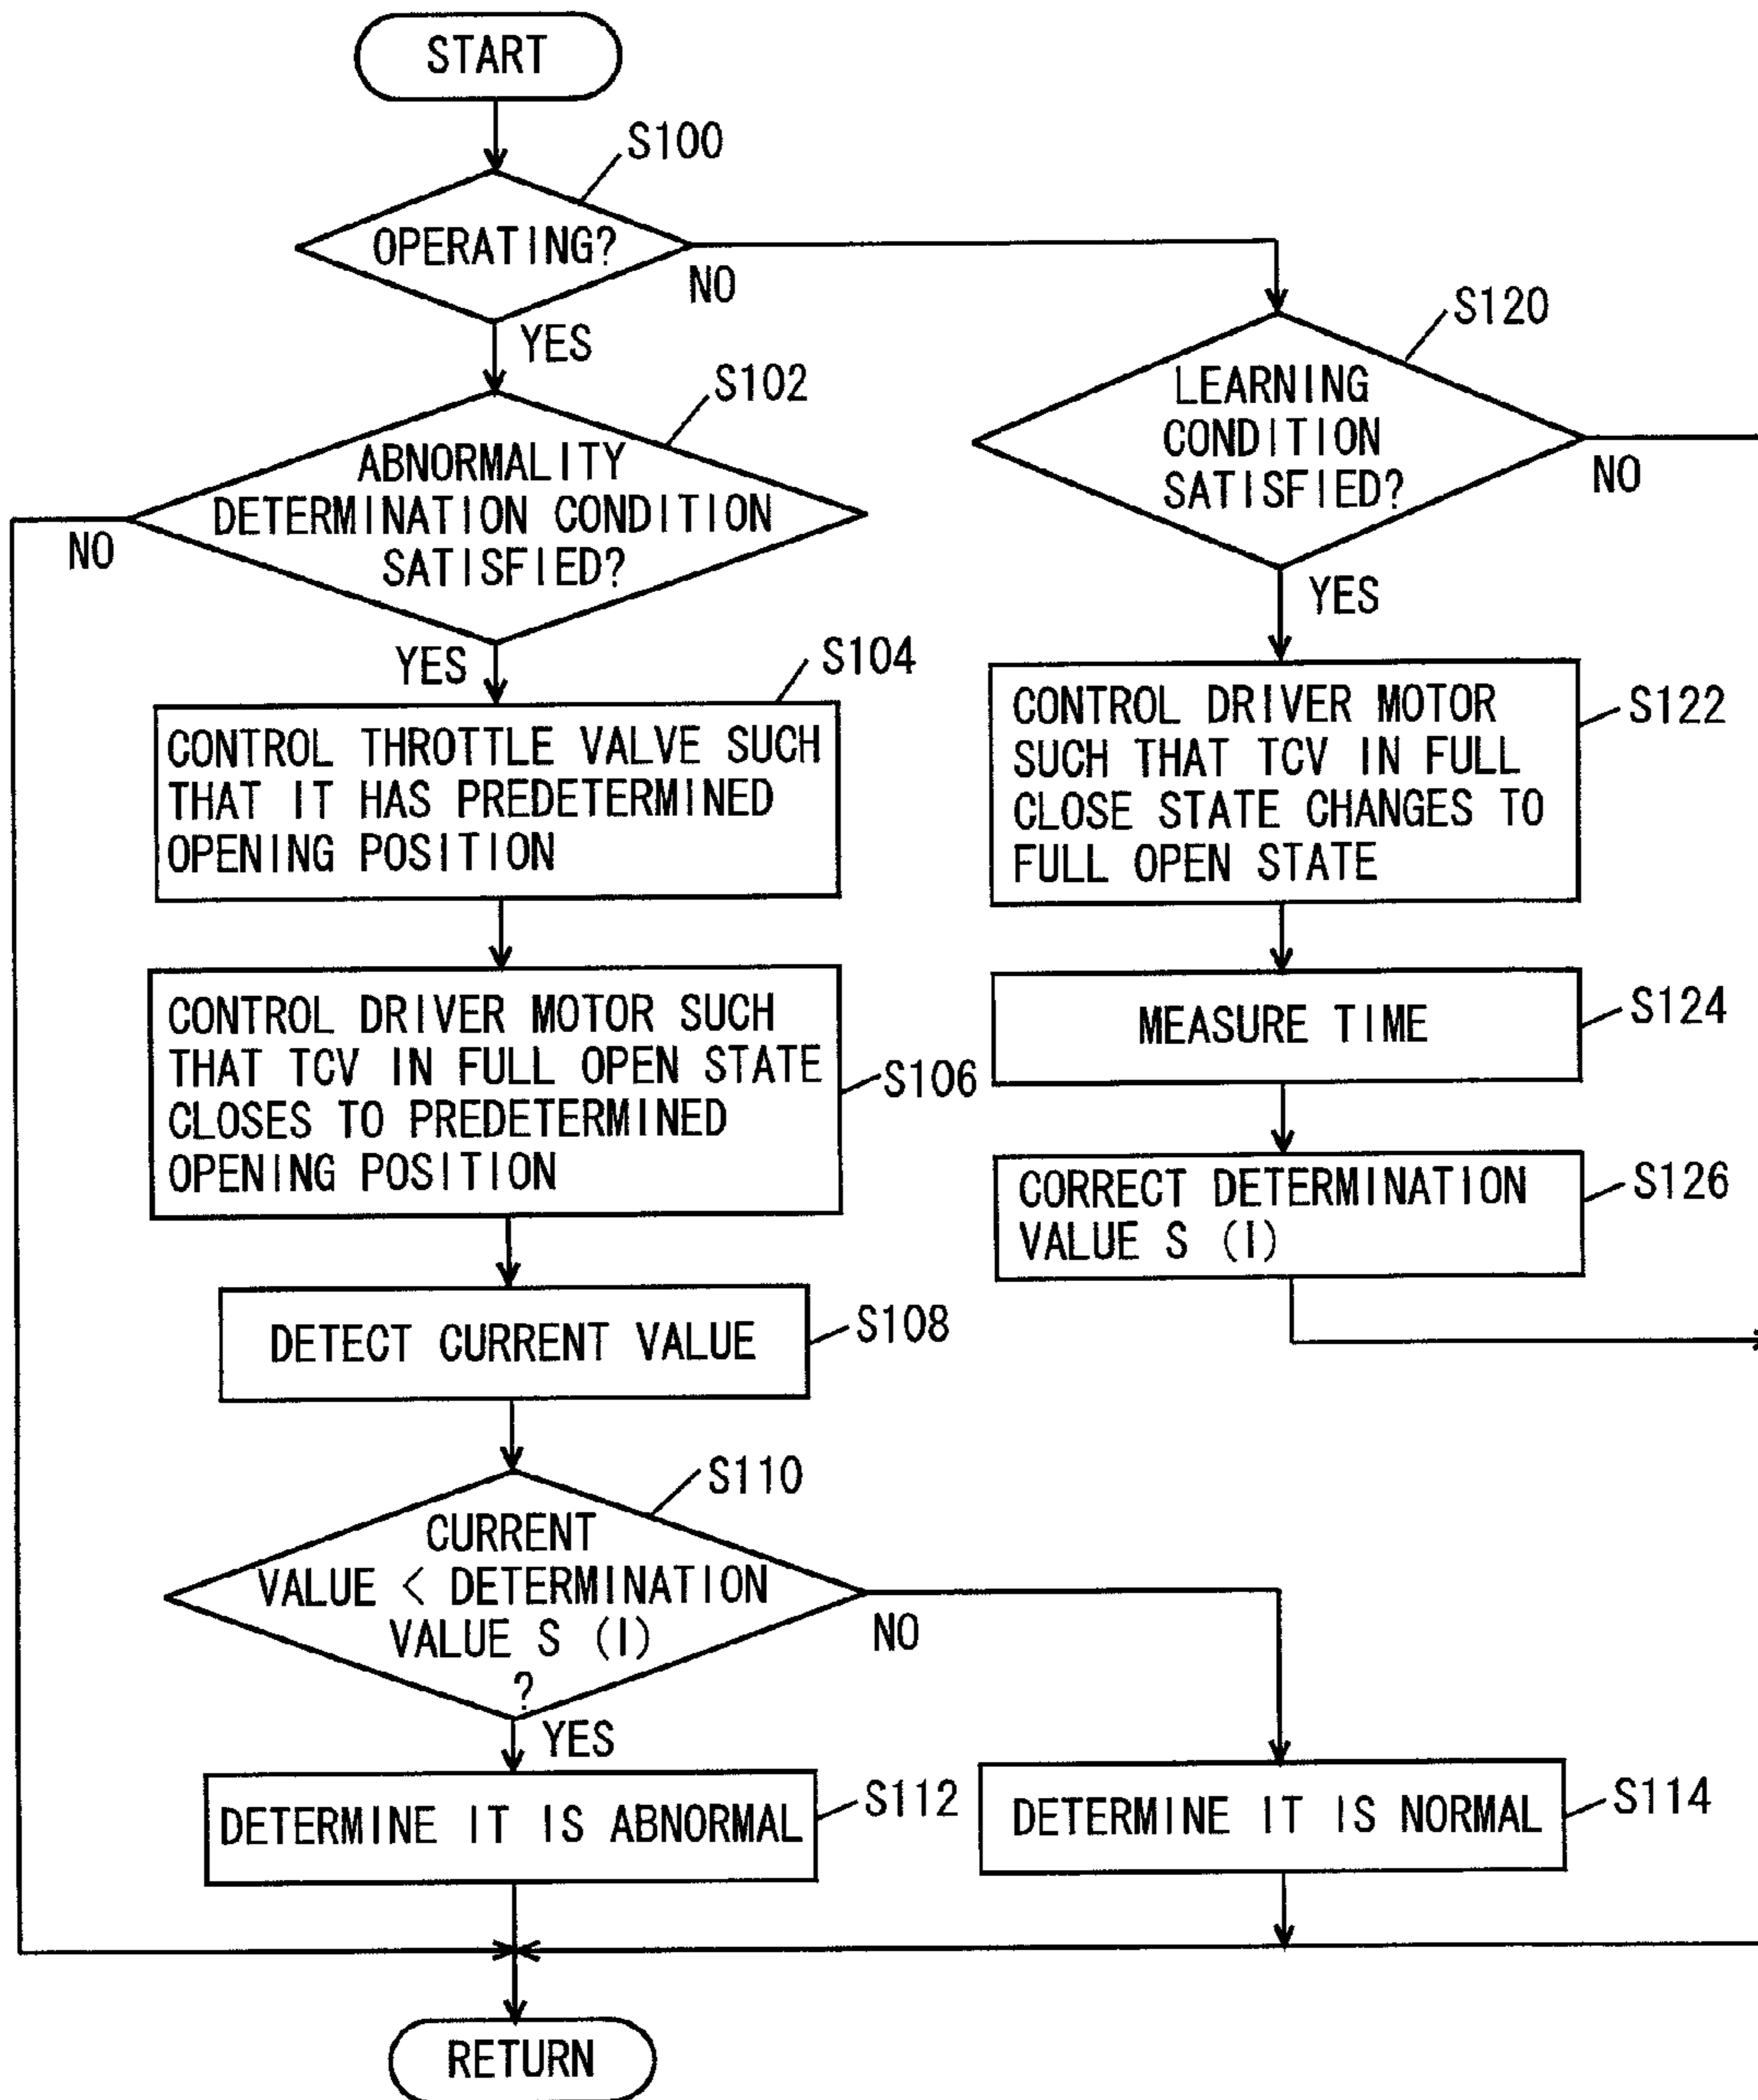 START
S100
OPERATING?
NO
YES
S102
ABNORMALITY
DETERMINATION CONDITION
SATISFIED?
NO
YES
S104
CONTROL THROTTLE VALVE SUCH
THAT IT HAS PREDETERMINED
OPENING POSITION
CONTROL DRIVER MOTOR SUCH
THAT TCV IN FULL OPEN STATE
CLOSES TO PREDETERMINED
OPENING POSITION
S106
DETECT CURRENT VALUE
S108
S110
CURRENT
VALUE < DETERMINATION
VALUE S (I)
?
NO
YES
DETERMINE IT IS ABNORMAL
S112
DETERMINE IT IS NORMAL
S114
S120
LEARNING
CONDITION
SATISFIED?
NO
YES
CONTROL DRIVER MOTOR
SUCH THAT TCV IN FULL
CLOSE STATE CHANGES TO
FULL OPEN STATE
S122
MEASURE TIME
S124
CORRECT DETERMINATION
VALUE S (I)
S126
RETURN